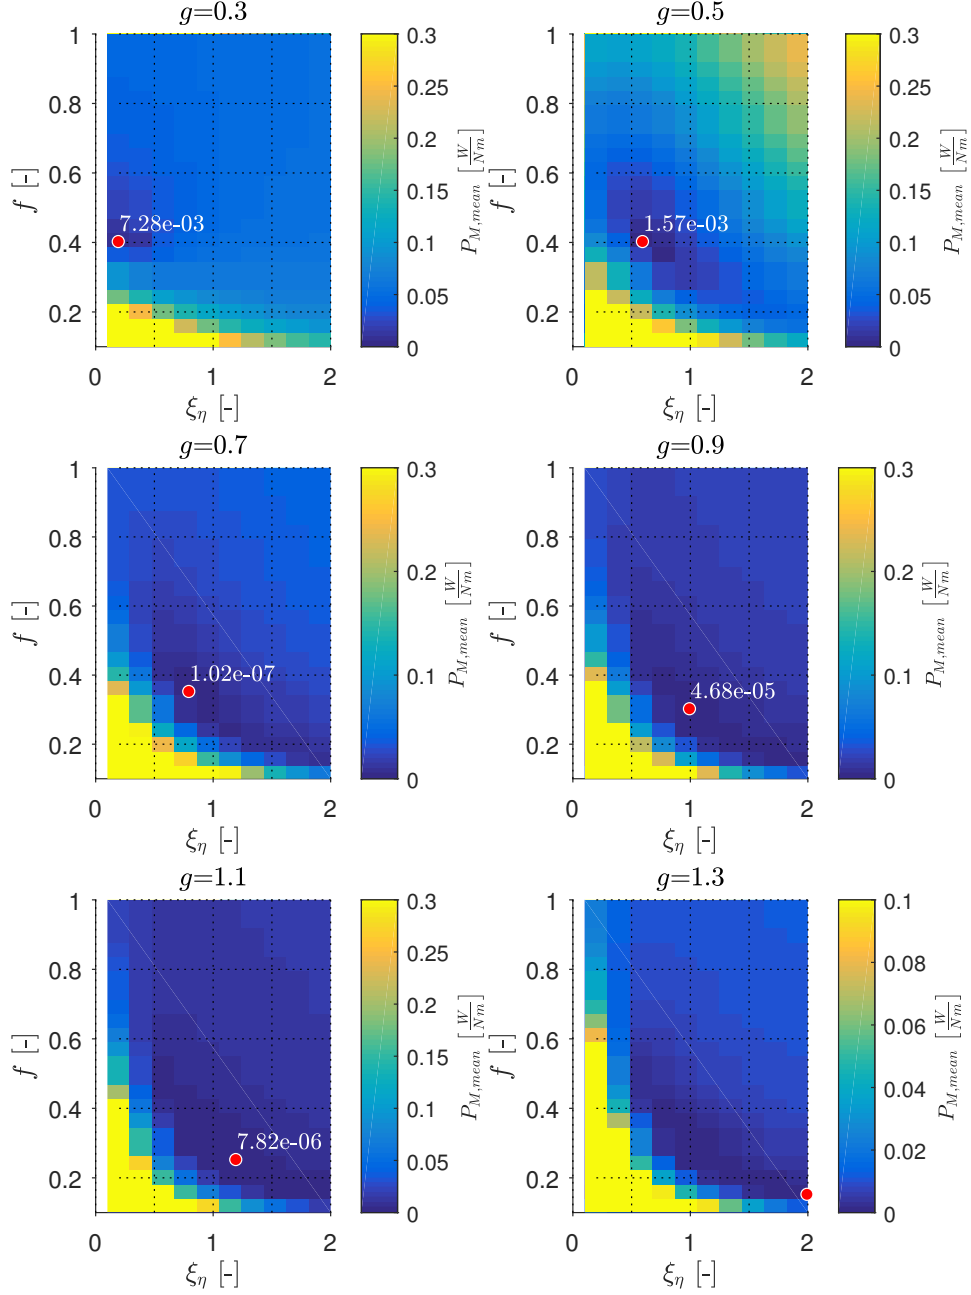 g=0.3
1
0.8
0.6
0.4
0.2
f [-]
7.28e-03
0
1
2
ξη [-]
0.3
0.25
0.2
0.15
0.1
0.05
0
P_M,mean [W/Nm]
g=0.5
1
0.8
0.6
0.4
0.2
f [-]
1.57e-03
0
1
2
ξη [-]
0.3
0.25
0.2
0.15
0.1
0.05
0
P_M,mean [W/Nm]
g=0.7
1
0.8
0.6
0.4
0.2
f [-]
1.02e-07
0
1
2
ξη [-]
0.3
0.2
0.1
0
P_M,mean [W/Nm]
g=0.9
1
0.8
0.6
0.4
0.2
f [-]
4.68e-05
0
1
2
ξη [-]
0.3
0.2
0.1
0
P_M,mean [W/Nm]
g=1.1
1
0.8
0.6
0.4
0.2
f [-]
7.82e-06
0
1
2
ξη [-]
0.3
0.25
0.2
0.15
0.1
0.05
0
P_M,mean [W/Nm]
g=1.3
1
0.8
0.6
0.4
0.2
f [-]
0
1
2
ξη [-]
0.1
0.08
0.06
0.04
0.02
0
P_M,mean [W/Nm]